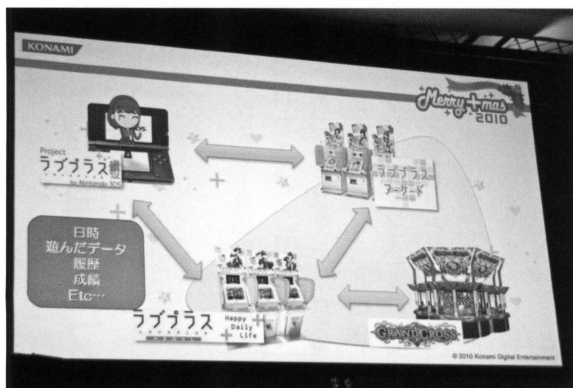 KONAMI
Merry +mas
2010
Project
ラブプラス
for Nintendo 3DS
ラブプラス
アーケード
日時
遊んだデータ
履歴
成績
Etc…
ラブプラス
Happy
Daily
Life
GRANDCROSS
© 2010 Konami Digital Entertainment